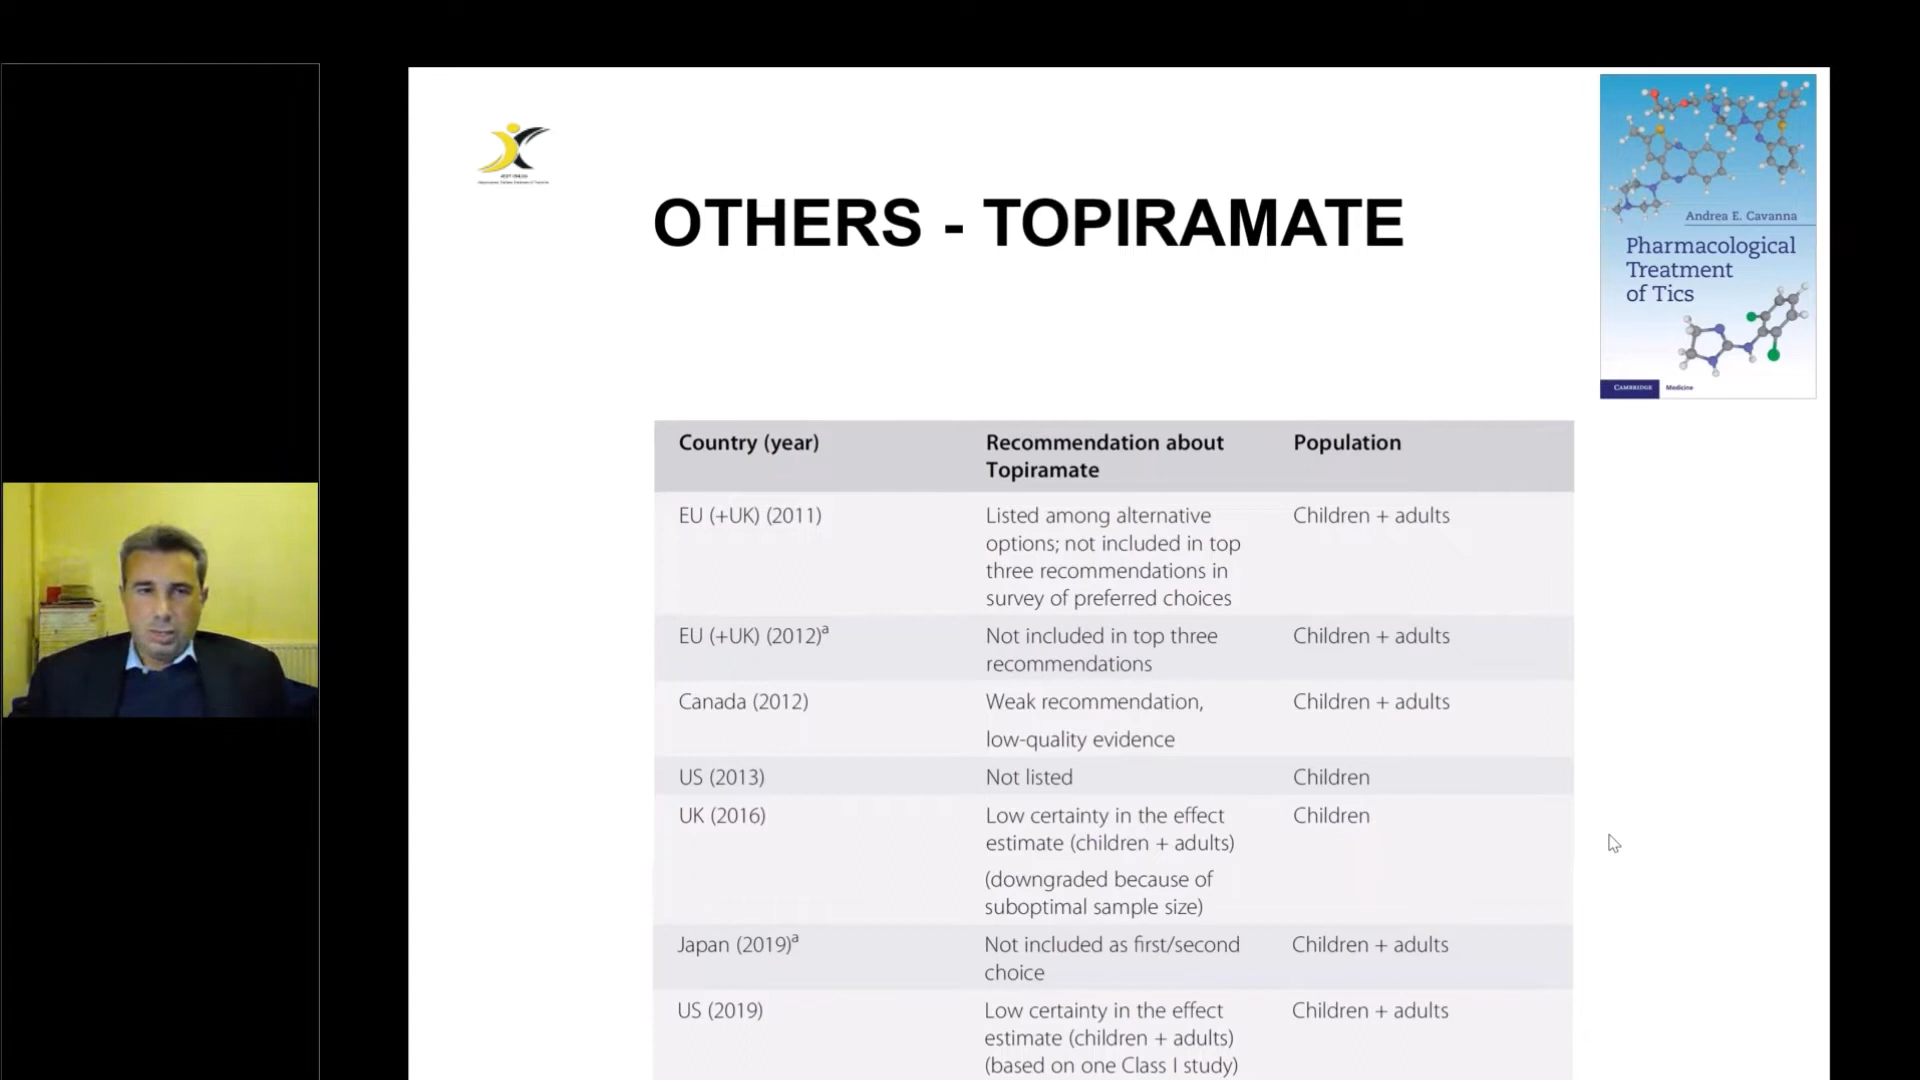 OTHERS - TOPIRAMATE
Andrea E. Cavanna
Pharmacological
Treatment
of Tics
CAMBRIDGE Medicine
Country (year) Recommendation about Topiramate Population
EU (+UK) (2011) Listed among alternative Children + adults
options; not included in top
three recommendations in
survey of preferred choices
EU (+UK) (2012)ᵃ Not included in top three Children + adults
recommendations
Canada (2012) Weak recommendation, Children + adults
low-quality evidence
US (2013) Not listed Children
UK (2016) Low certainty in the effect Children
estimate (children + adults)
(downgraded because of
suboptimal sample size)
Japan (2019)ᵃ Not included as first/second Children + adults
choice
US (2019) Low certainty in the effect Children + adults
estimate (children + adults)
(based on one Class I study)